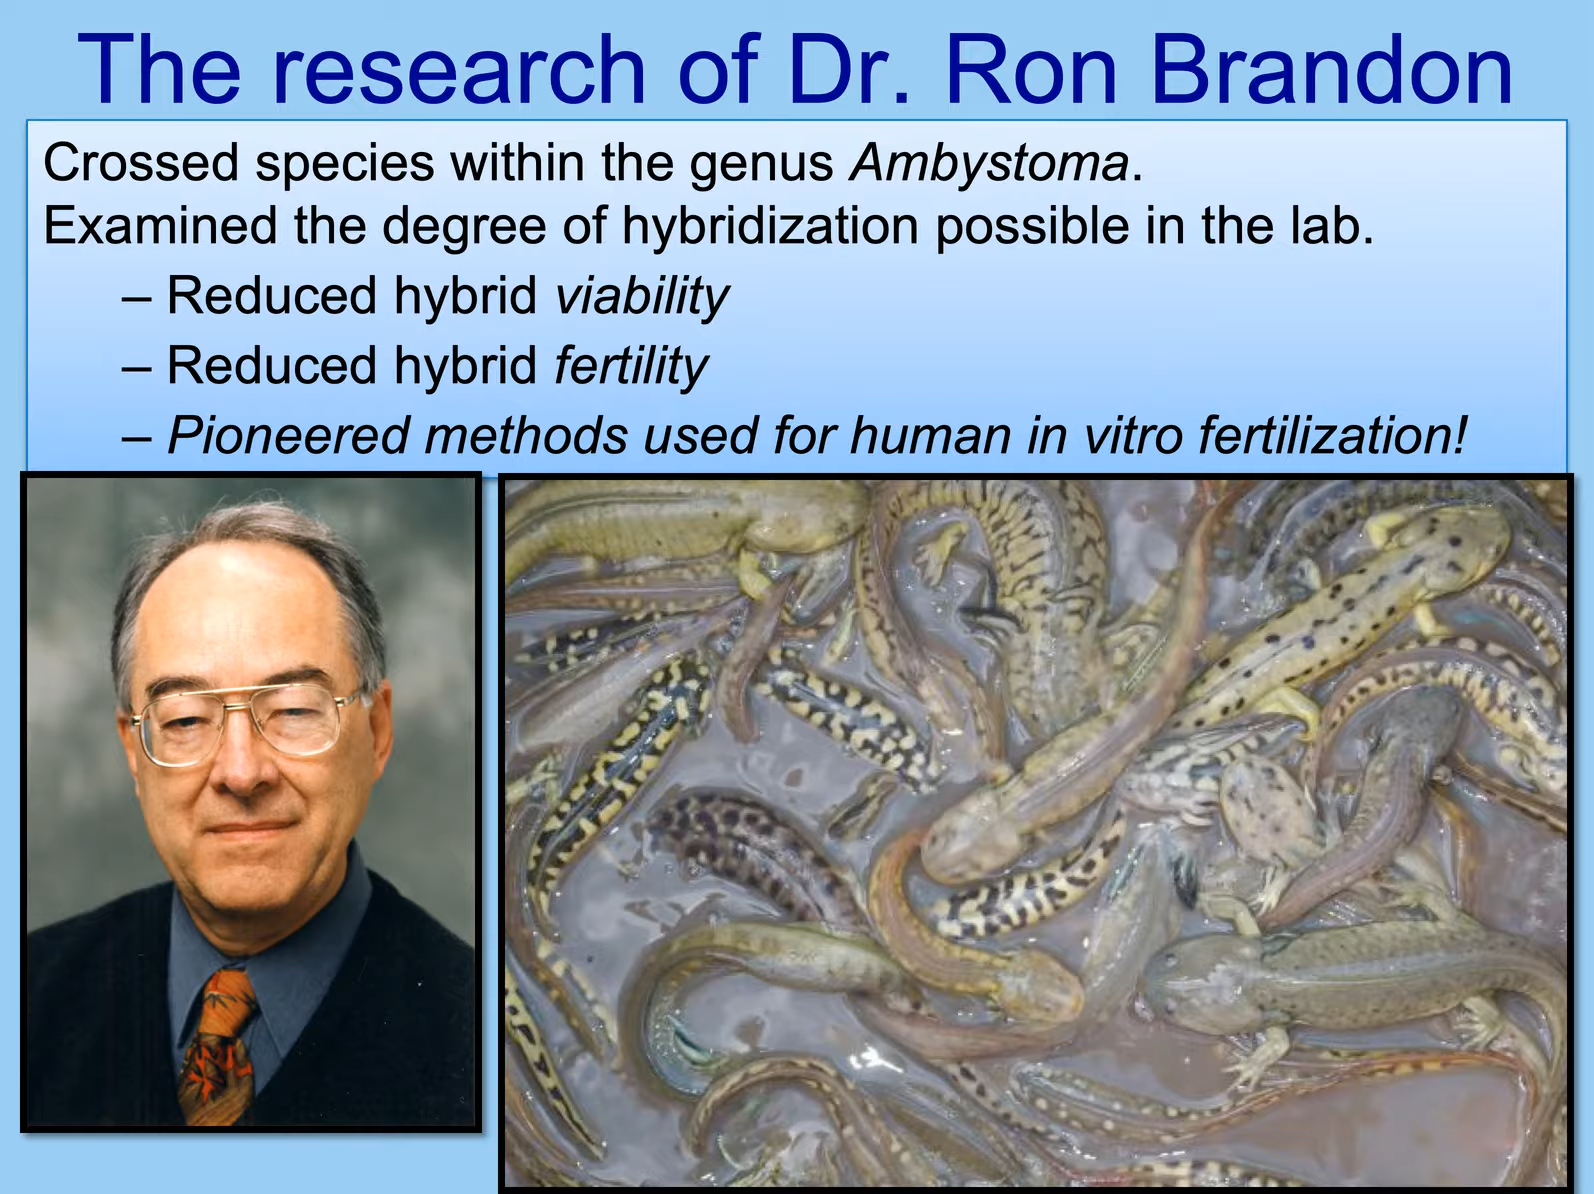 The research of Dr. Ron Brandon
Crossed species within the genus Ambystoma.
Examined the degree of hybridization possible in the lab.
– Reduced hybrid viability
– Reduced hybrid fertility
– Pioneered methods used for human in vitro fertilization!